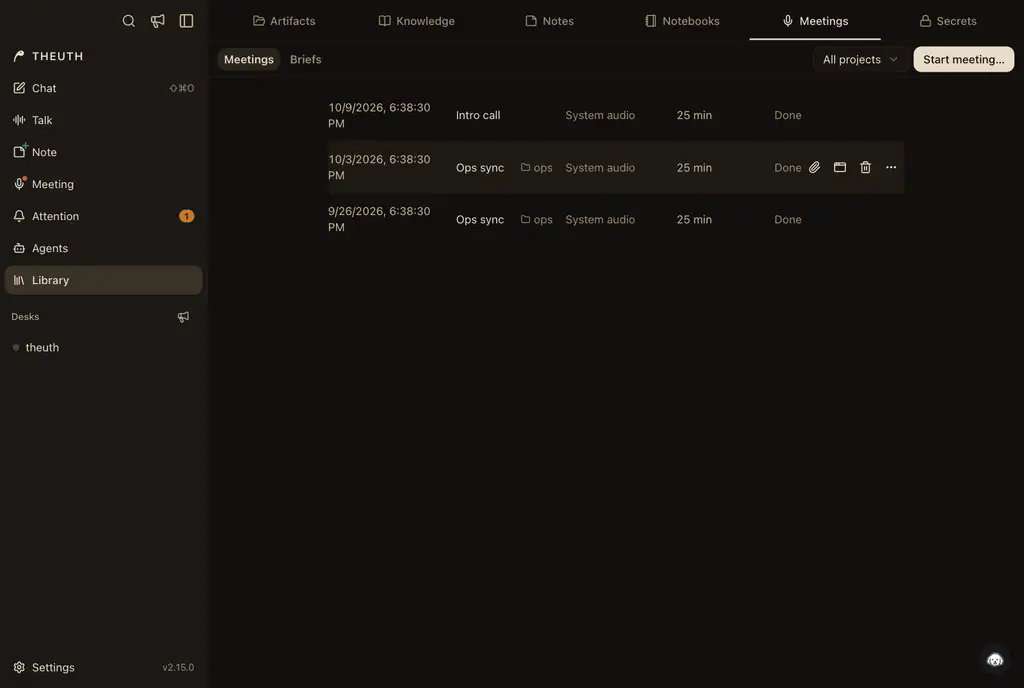 Artifacts
Knowledge
Notes
Notebooks
Meetings
Secrets
THEUTH
Chat
⇧⌘O
Talk
Note
Meeting
Attention
1
Agents
Library
Desks
theuth
Settings
v2.15.0
Meetings
Briefs
All projects
Start meeting...
10/9/2026, 6:38:30
PM
Intro call
System audio
25 min
Done
10/3/2026, 6:38:30
PM
Ops sync
ops
System audio
25 min
Done
9/26/2026, 6:38:30
PM
Ops sync
ops
System audio
25 min
Done